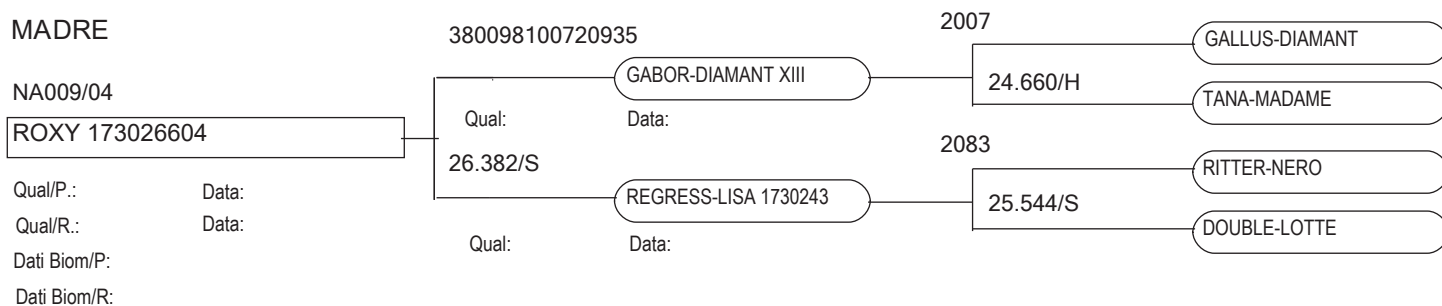 MADRE
NA009/04
ROXY 173026604
Qual/P.: Data:
Qual/R.: Data:
Dati Biom/P:
Dati Biom/R:
380098100720935
GABOR-DIAMANT XIII
Qual: Data:
26.382/S
REGRESS-LISA 1730243
Qual: Data:
2007
GALLUS-DIAMANT
24.660/H
TANA-MADAME
2083
RITTER-NERO
25.544/S
DOUBLE-LOTTE